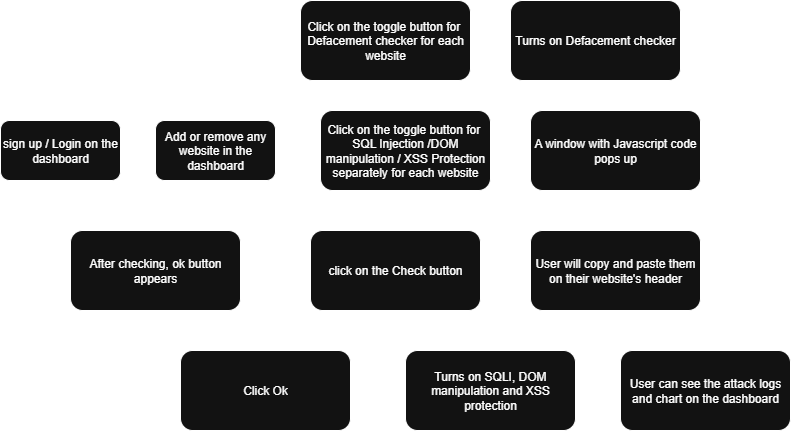 Click on the toggle button for
Defacement checker for each
website
Turns on Defacement checker
sign up / Login on the
dashboard
Add or remove any
website in the
dashboard
Click on the toggle button for
SQL Injection /DOM
manipulation / XSS Protection
separately for each website
A window with Javascript code
pops up
After checking, ok button
appears
click on the Check button
User will copy and paste them
on their website's header
Click Ok
Turns on SQLI, DOM
manipulation and XSS
protection
User can see the attack logs
and chart on the dashboard